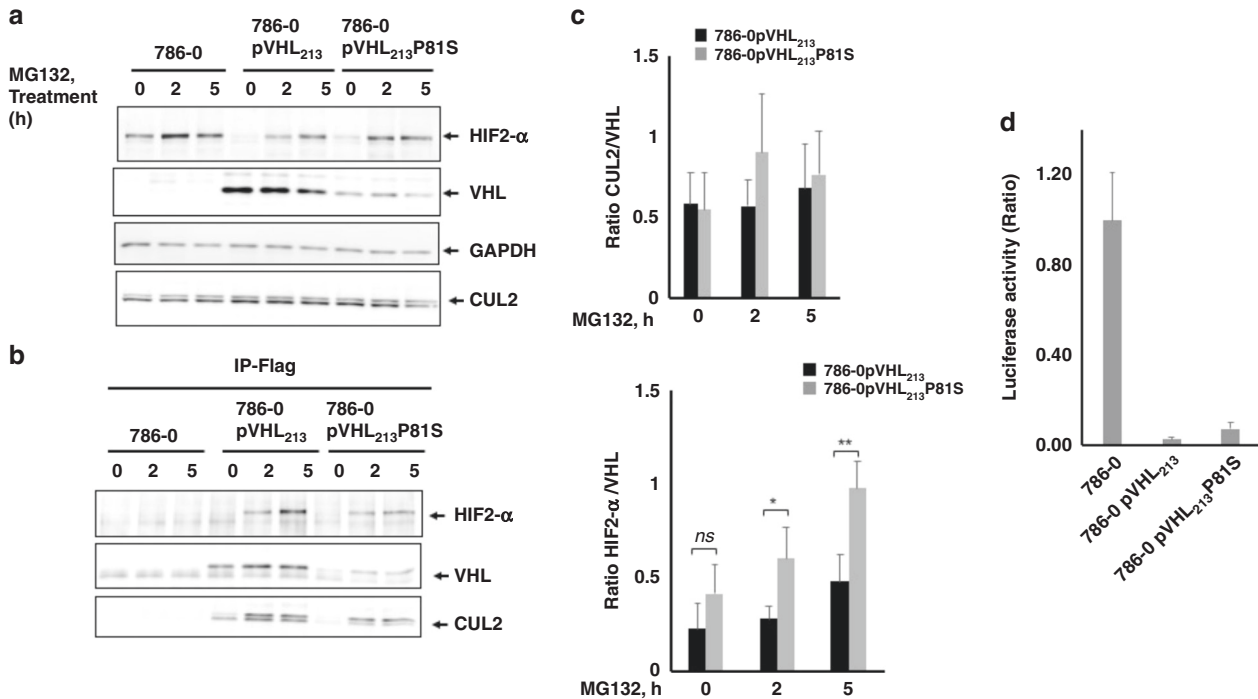 a
786-0
786-0
pVHL213
786-0
pVHL213P81S
MG132,
Treatment
(h)
0 2 5 0 2 5 0 2 5
HIF2-α
VHL
GAPDH
CUL2
b
IP-Flag
786-0
786-0
pVHL213
786-0
pVHL213P81S
0 2 5 0 2 5 0 2 5
HIF2-α
VHL
CUL2
c
786-0pVHL213
786-0pVHL213P81S
Ratio CUL2/VHL
1.5
1
0.5
0
MG132, h 0 2 5
786-0pVHL213
786-0pVHL213P81S
Ratio HIF2-α/VHL
1.5
1
0.5
0
ns
*
**
MG132, h 0 2 5
d
Luciferase activity (Ratio)
1.20
0.80
0.40
0.00
786-0
786-0 pVHL213
786-0 pVHL213P81S